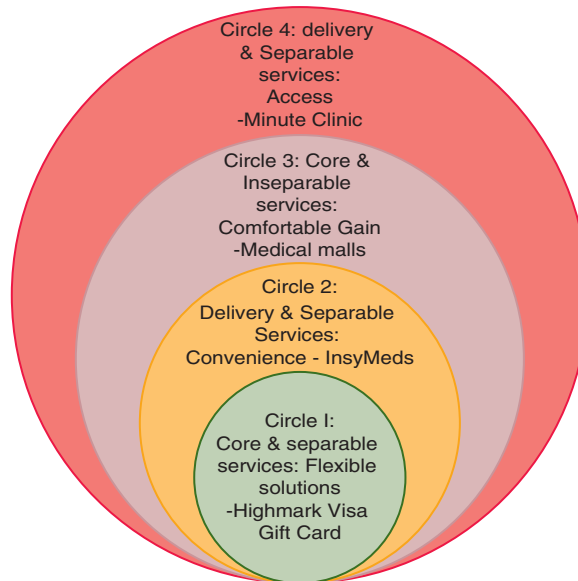 Circle 4: delivery
& Separable
services:
Access
-Minute Clinic
Circle 3: Core &
Inseparable
services:
Comfortable Gain
-Medical malls
Circle 2:
Delivery & Separable
Services:
Convenience - InsyMeds
Circle I:
Core & separable
services: Flexible
solutions
-Highmark Visa
Gift Card